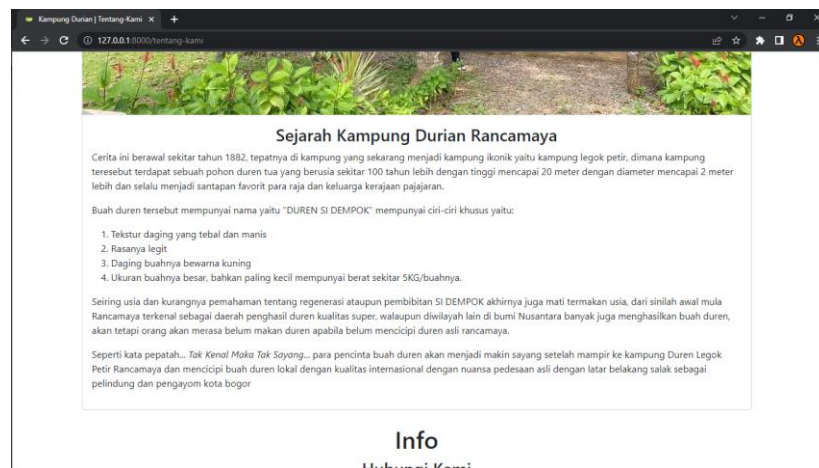 Kampung Durian | Tentang-Kami
127.0.0.1:8000/tentang-kami
Sejarah Kampung Durian Rancamaya
Cerita ini berawal sekitar tahun 1882, tepatnya di kampung yang sekarang menjadi kampung ikonik yaitu kampung legok petir, dimana kampung
teresebut terdapat sebuah pohon duren tua yang berusia sekitar 100 tahun lebih dengan tinggi mencapai 20 meter dengan diameter mencapai 2 meter
lebih dan selalu menjadi santapan favorit para raja dan keluarga kerajaan pajajaran.
Buah duren tersebut mempunyai nama yaitu "DUREN SI DEMPOK" mempunyai ciri-ciri khusus yaitu:
1. Tekstur daging yang tebal dan manis
2. Rasanya legit
3. Daging buahnya bewarna kuning
4. Ukuran buahnya besar, bahkan paling kecil mempunyai berat sekitar 5KG/buahnya.
Seiring usia dan kurangnya pemahaman tentang regenerasi ataupun pembibitan SI DEMPOK akhirnya juga mati termakan usia, dari sinilah awal mula
Rancamaya terkenal sebagai daerah penghasil duren kualitas super, walaupun diwilayah lain di bumi Nusantara banyak juga menghasilkan buah duren,
akan tetapi orang akan merasa belum makan duren apabila belum mencicipi duren asli rancamaya.
Seperti kata pepatah... Tak Kenal Maka Tak Sayang... para pencinta buah duren akan menjadi makin sayang setelah mampir ke kampung Duren Legok
Petir Rancamaya dan mencicipi buah duren lokal dengan kualitas internasional dengan nuansa pedesaan asli dengan latar belakang salak sebagai
pelindung dan pengayom kota bogor
Info
Hubungi Kami